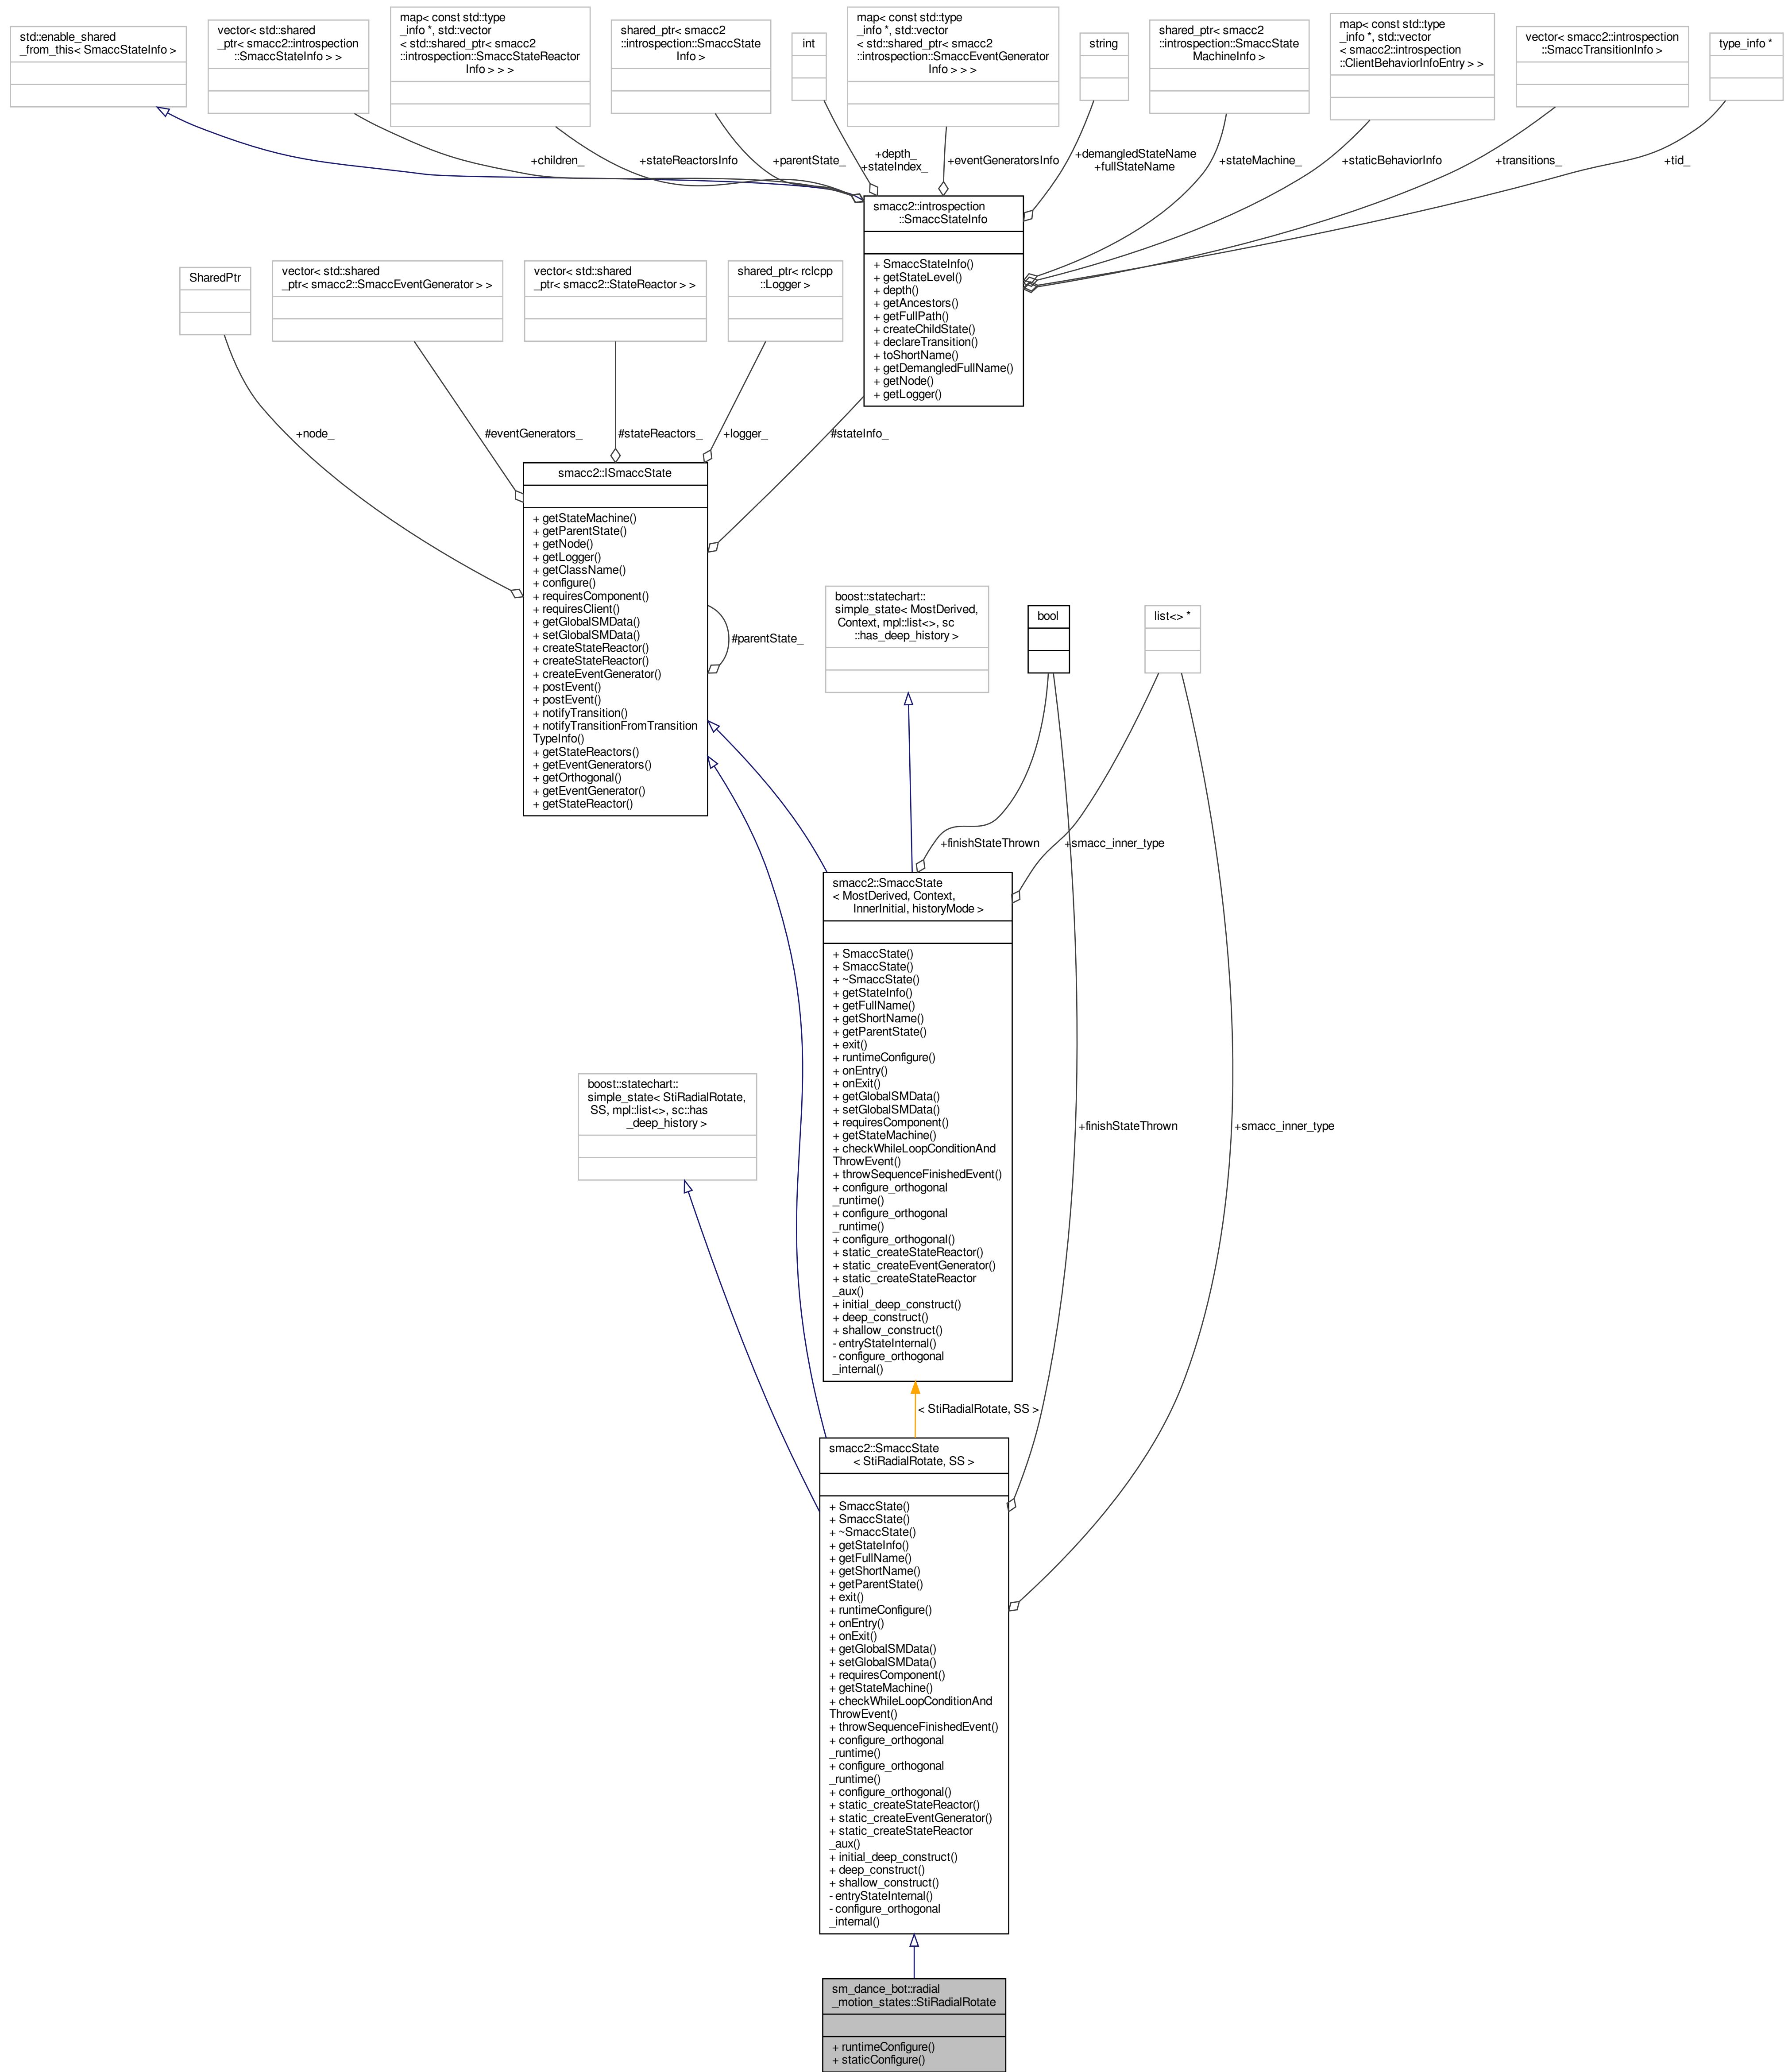 std::enable_shared
_from_this< SmaccStateInfo >
vector< std::shared
_ptr< smacc2::introspection
::SmaccStateInfo > >
map< const std::type
_info *, std::vector
< std::shared_ptr< smacc2
::introspection::SmaccStateReactor
Info > > >
shared_ptr< smacc2
::introspection::SmaccState
Info >
int
map< const std::type
_info *, std::vector
< std::shared_ptr< smacc2
::introspection::SmaccEventGenerator
Info > > >
string
shared_ptr< smacc2
::introspection::SmaccState
MachineInfo >
map< const std::type
_info *, std::vector
< smacc2::introspection
::ClientBehaviorInfoEntry > >
vector< smacc2::introspection
::SmaccTransitionInfo >
type_info *
+children_
+stateReactorsInfo
+parentState_
+depth_
+stateIndex_
+eventGeneratorsInfo
+demangledStateName
+fullStateName
+stateMachine_
+staticBehaviorInfo
+transitions_
+tid_
smacc2::introspection
::SmaccStateInfo
+ SmaccStateInfo()
+ getStateLevel()
+ depth()
+ getAncestors()
+ getFullPath()
+ createChildState()
+ declareTransition()
+ toShortName()
+ getDemangledFullName()
+ getNode()
+ getLogger()
SharedPtr
vector< std::shared
_ptr< smacc2::SmaccEventGenerator > >
vector< std::shared
_ptr< smacc2::StateReactor > >
shared_ptr< rclcpp
::Logger >
+node_
#eventGenerators_
#stateReactors_
+logger_
#stateInfo_
smacc2::ISmaccState
+ getStateMachine()
+ getParentState()
+ getNode()
+ getLogger()
+ getClassName()
+ configure()
+ requiresComponent()
+ requiresClient()
+ getGlobalSMData()
+ setGlobalSMData()
+ createStateReactor()
+ createStateReactor()
+ createEventGenerator()
+ postEvent()
+ postEvent()
+ notifyTransition()
+ notifyTransitionFromTransition
TypeInfo()
+ getStateReactors()
+ getEventGenerators()
+ getOrthogonal()
+ getEventGenerator()
+ getStateReactor()
#parentState_
boost::statechart::
simple_state< MostDerived,
Context, mpl::list<>, sc
::has_deep_history >
bool
list<> *
+finishStateThrown
+smacc_inner_type
smacc2::SmaccState
< MostDerived, Context,
InnerInitial, historyMode >
+ SmaccState()
+ SmaccState()
+ ~SmaccState()
+ getStateInfo()
+ getFullName()
+ getShortName()
+ getParentState()
+ exit()
+ runtimeConfigure()
+ onEntry()
+ onExit()
+ getGlobalSMData()
+ setGlobalSMData()
+ requiresComponent()
+ getStateMachine()
+ checkWhileLoopConditionAnd
ThrowEvent()
+ throwSequenceFinishedEvent()
+ configure_orthogonal
_runtime()
+ configure_orthogonal
_runtime()
+ configure_orthogonal()
+ static_createStateReactor()
+ static_createEventGenerator()
+ static_createStateReactor
_aux()
+ initial_deep_construct()
+ deep_construct()
+ shallow_construct()
- entryStateInternal()
- configure_orthogonal
_internal()
boost::statechart::
simple_state< StiRadialRotate,
SS, mpl::list<>, sc::has
_deep_history >
+finishStateThrown
+smacc_inner_type
< StiRadialRotate, SS >
smacc2::SmaccState
< StiRadialRotate, SS >
+ SmaccState()
+ SmaccState()
+ ~SmaccState()
+ getStateInfo()
+ getFullName()
+ getShortName()
+ getParentState()
+ exit()
+ runtimeConfigure()
+ onEntry()
+ onExit()
+ getGlobalSMData()
+ setGlobalSMData()
+ requiresComponent()
+ getStateMachine()
+ checkWhileLoopConditionAnd
ThrowEvent()
+ throwSequenceFinishedEvent()
+ configure_orthogonal
_runtime()
+ configure_orthogonal
_runtime()
+ configure_orthogonal()
+ static_createStateReactor()
+ static_createEventGenerator()
+ static_createStateReactor
_aux()
+ initial_deep_construct()
+ deep_construct()
+ shallow_construct()
- entryStateInternal()
- configure_orthogonal
_internal()
sm_dance_bot::radial
_motion_states::StiRadialRotate
+ runtimeConfigure()
+ staticConfigure()